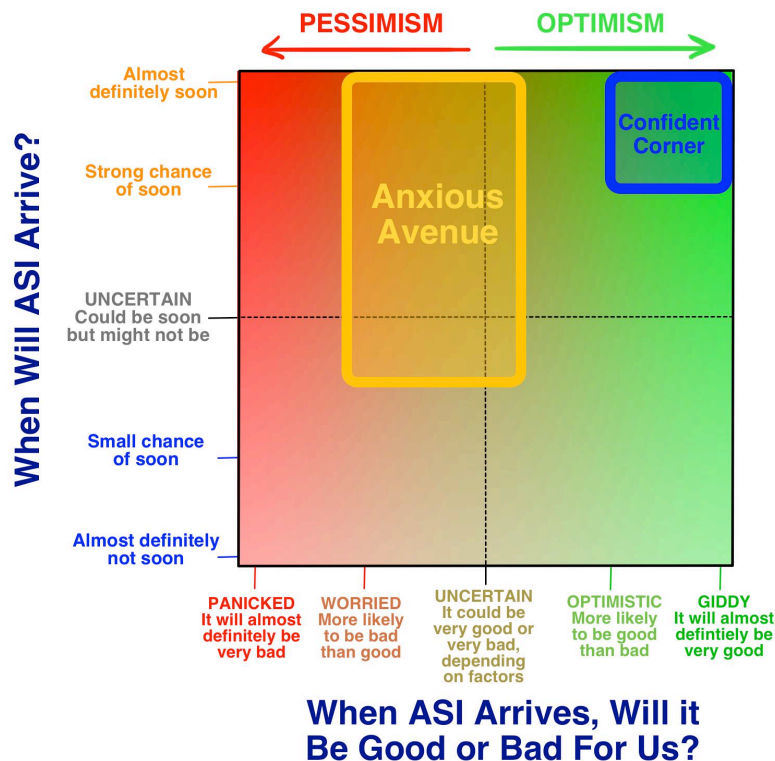 PESSIMISM
OPTIMISM
When Will ASI Arrive?
Almost
definitely soon
Strong chance
of soon
UNCERTAIN
Could be soon
but might not be
Small chance
of soon
Almost definitely
not soon
Anxious
Avenue
Confident
Corner
PANICKED
It will almost
definitely be
very bad
WORRIED
More likely
to be bad
than good
UNCERTAIN
It could be
very good or
very bad,
depending
on factors
OPTIMISTIC
More likely
to be good
than bad
GIDDY
It will almost
defintiely be
very good
When ASI Arrives, Will it
Be Good or Bad For Us?